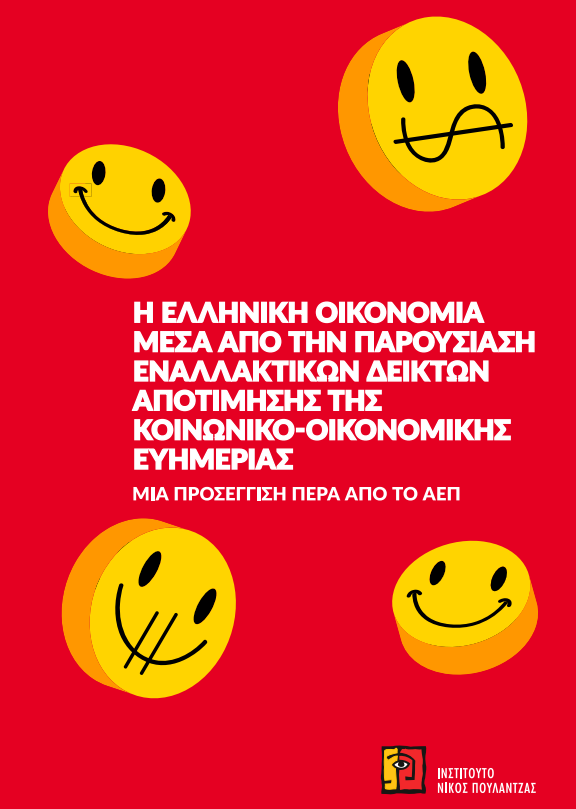 Η ΕΛΛΗΝΙΚΗ ΟΙΚΟΝΟΜΙΑ
ΜΕΣΑ ΑΠΟ ΤΗΝ ΠΑΡΟΥΣΙΑΣΗ
ΕΝΑΛΛΑΚΤΙΚΩΝ ΔΕΙΚΤΩΝ
ΑΠΟΤΙΜΗΣΗΣ ΤΗΣ
ΚΟΙΝΩΝΙΚΟ-ΟΙΚΟΝΟΜΙΚΗΣ
ΕΥΗΜΕΡΙΑΣ
ΜΙΑ ΠΡΟΣΕΓΓΙΣΗ ΠΕΡΑ ΑΠΟ ΤΟ ΑΕΠ
ΙΝΣΤΙΤΟΥΤΟ
ΝΙΚΟΣ ΠΟΥΛΑΝΤΖΑΣ